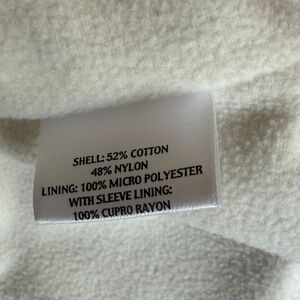 SHELL: 52% COTTON
48% NYLON
LINING: 100% MICRO POLYESTER
WITH SLEEVE LINING:
100% CUPRO RAYON